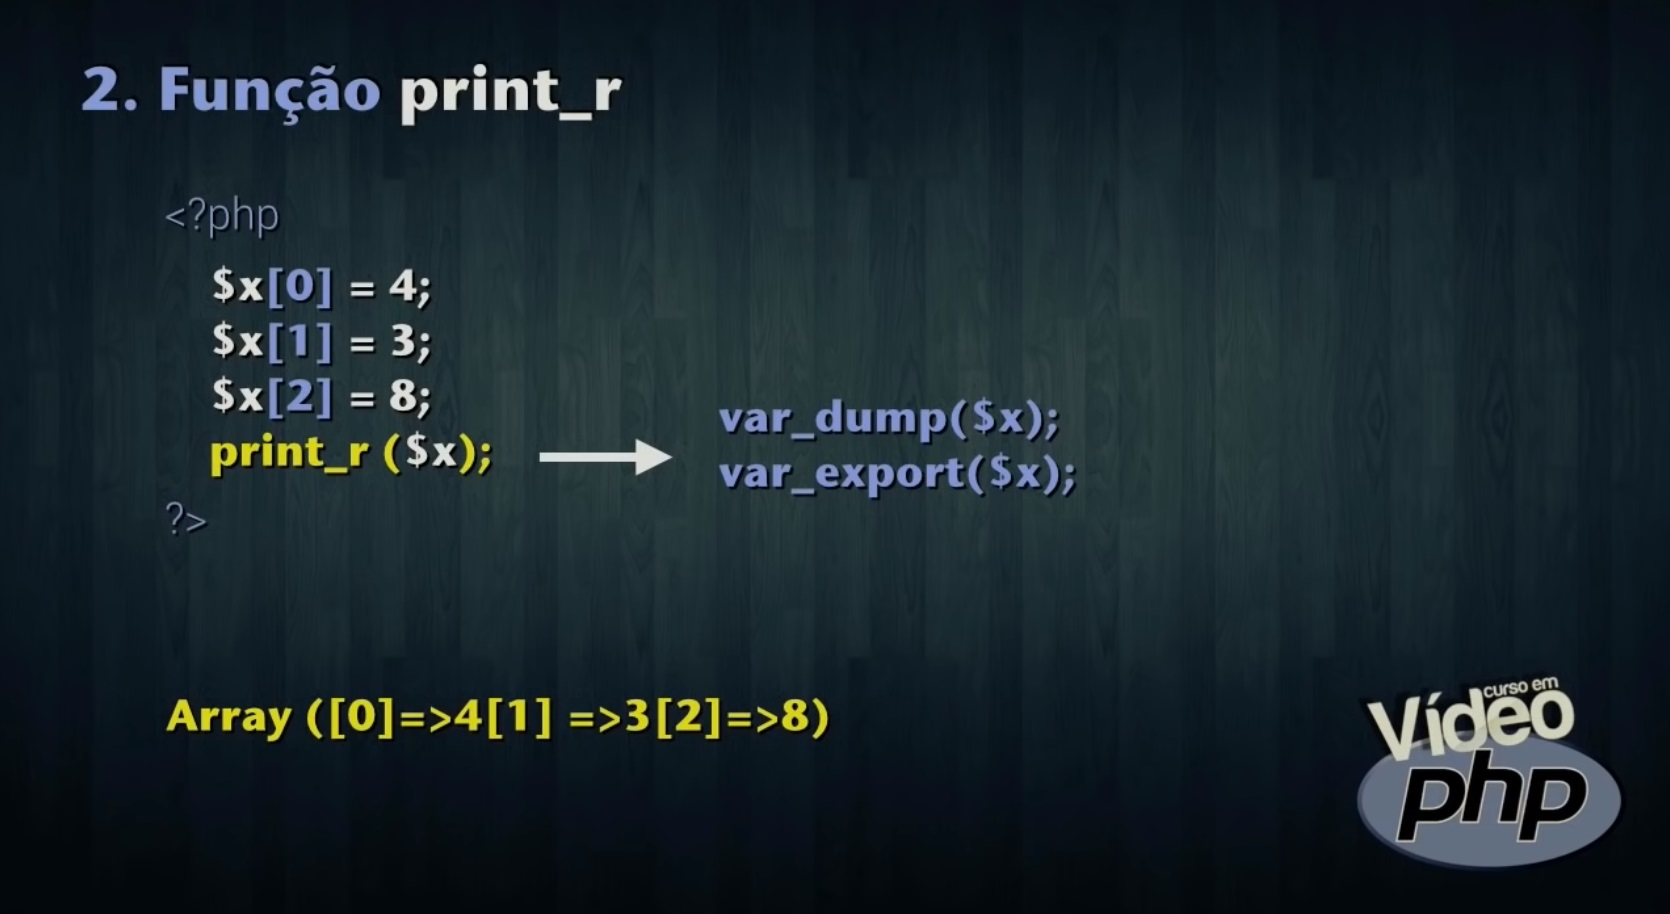 2. Função print_r
<?php
$x[0] = 4;
$x[1] = 3;
$x[2] = 8;
print_r ($x);
var_dump($x);
var_export($x);
?>
Array ([0]=>4[1] =>3[2]=>8)
curso em
Vídeo
php